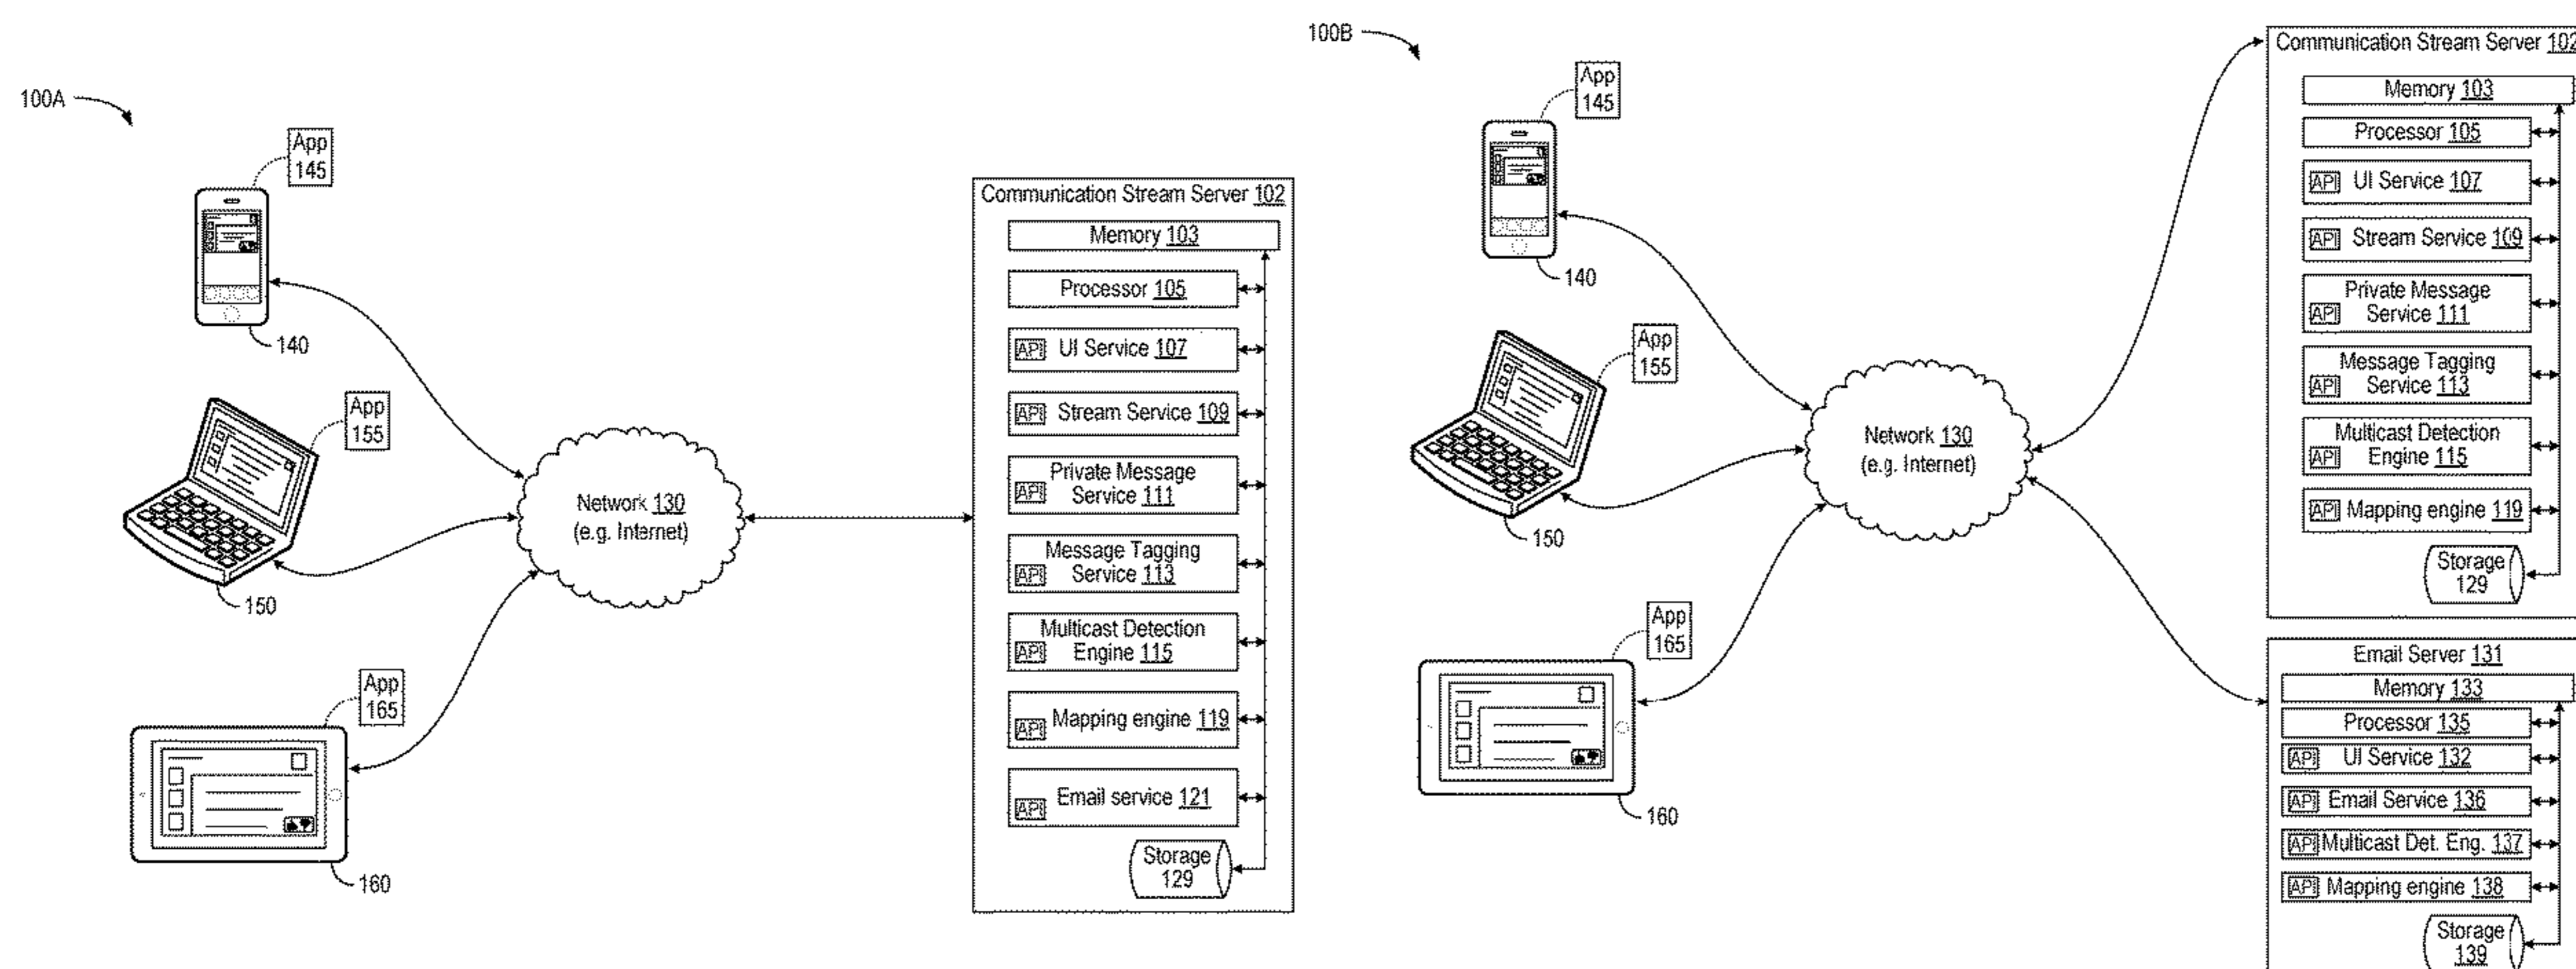 100A
App
145
140
App
155
150
App
165
160
Network 130
(e.g. Internet)
Communication Stream Server 102
Memory 103
Processor 105
API UI Service 107
API Stream Service 109
Private Message
API Service 111
Message Tagging
API Service 113
Multicast Detection
API Engine 115
API Mapping engine 119
API Email service 121
Storage
129
100B
App
145
140
App
155
150
App
165
160
Network 130
(e.g. Internet)
Communication Stream Server 102
Memory 103
Processor 105
API UI Service 107
API Stream Service 109
Private Message
API Service 111
Message Tagging
API Service 113
Multicast Detection
API Engine 115
API Mapping engine 119
Storage
129
Email Server 131
Memory 133
Processor 135
API UI Service 132
API Email Service 136
API Multicast Det. Eng. 137
API Mapping engine 138
Storage
139